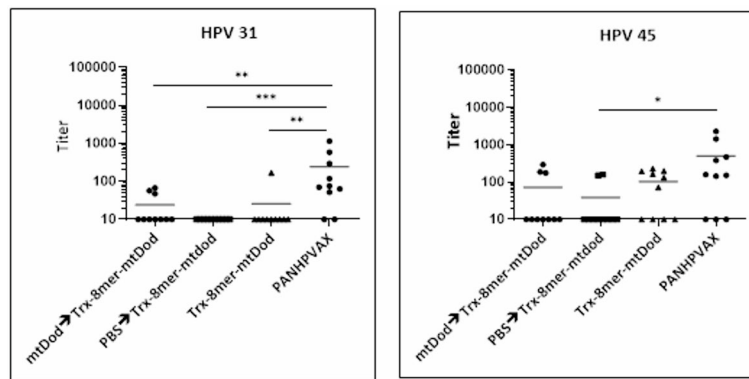 HPV 31
Titer
100000
10000
1000
100
10
**
***
**
mtDod➔Trx-8mer-mtDod
PBS➔Trx-8mer-mtdod
Trx-8mer-mtDod
PANHPVAX
HPV 45
Titer
100000
10000
1000
100
10
*
mtDod➔Trx-8mer-mtDod
PBS➔Trx-8mer-mtdod
Trx-8mer-mtDod
PANHPVAX